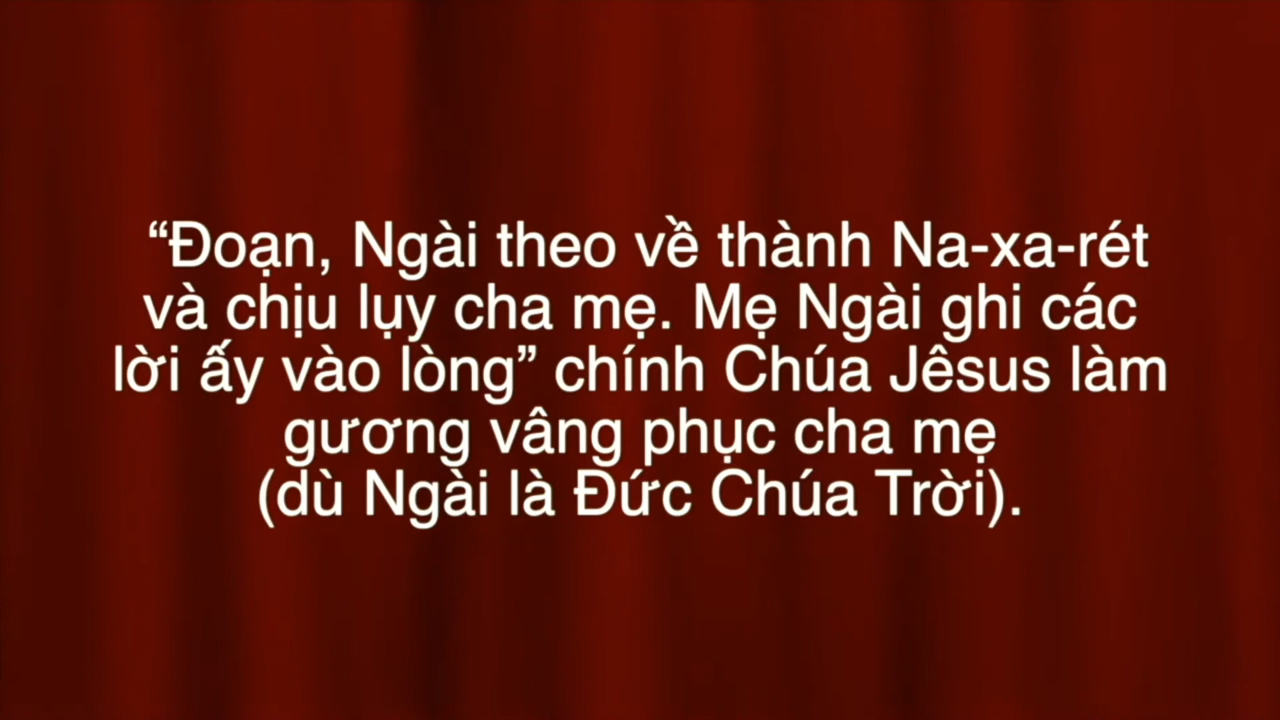 “Đoạn, Ngài theo về thành Na-xa-rét
và chịu lụy cha mẹ. Mẹ Ngài ghi các
lời ấy vào lòng” chính Chúa Jêsus làm
gương vâng phục cha mẹ
(dù Ngài là Đức Chúa Trời).